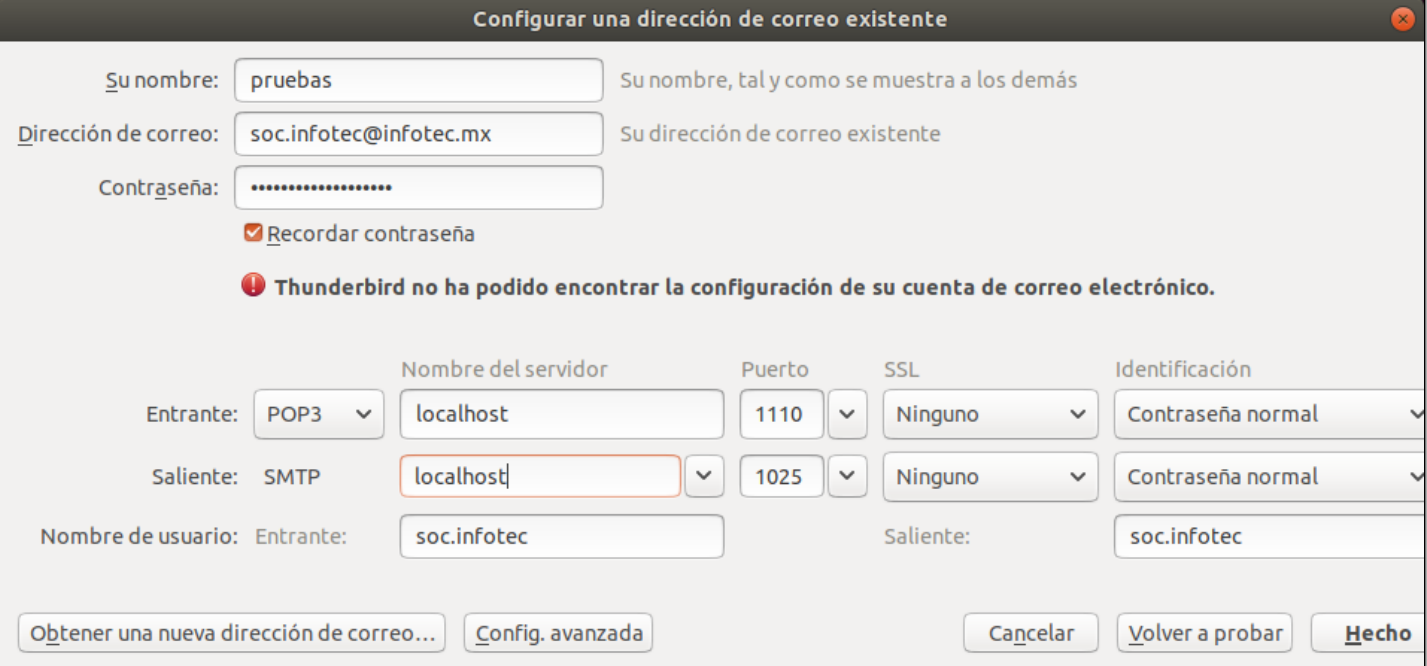 Configurar una dirección de correo existente
Su nombre: pruebas Su nombre, tal y como se muestra a los demás
Dirección de correo: soc.infotec@infotec.mx Su dirección de correo existente
Contraseña: •••••••••••••••••••
Recordar contraseña
Thunderbird no ha podido encontrar la configuración de su cuenta de correo electrónico.
Nombre del servidor Puerto SSL Identificación
Entrante: POP3 localhost 1110 Ninguno Contraseña normal
Saliente: SMTP localhost 1025 Ninguno Contraseña normal
Nombre de usuario: Entrante: soc.infotec Saliente: soc.infotec
Obtener una nueva dirección de correo... Config. avanzada Cancelar Volver a probar Hecho